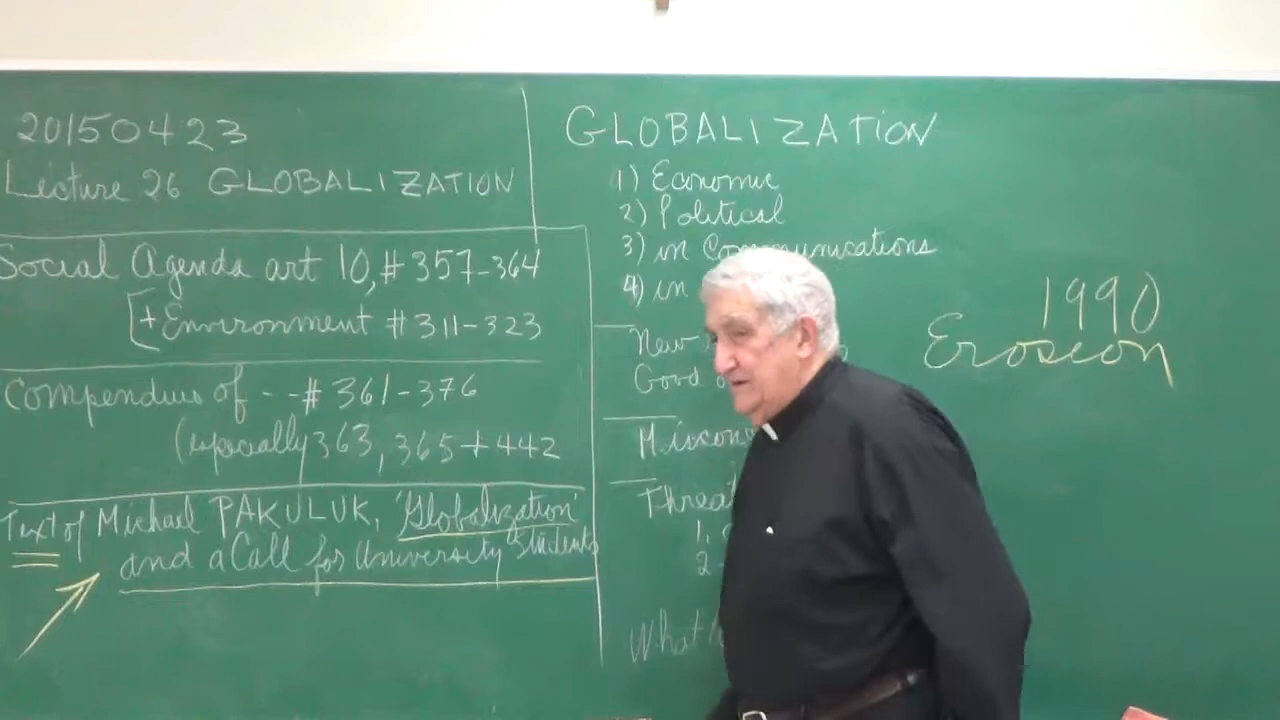 20150423
Lecture 26 GLOBALIZATION
Social Agenda art 10, # 357-364
[+Environment # 311-323
Compendium of - - # 361-376
(especially 363, 365 + 442
Text of Michael PAKULUK, 'Globalization'
and a Call for University Students
GLOBALIZATION
1) Economic
2) Political
3) in Communications
4) in
New
Good
Miscon
Threat
1.
2
What
1990
Erosion